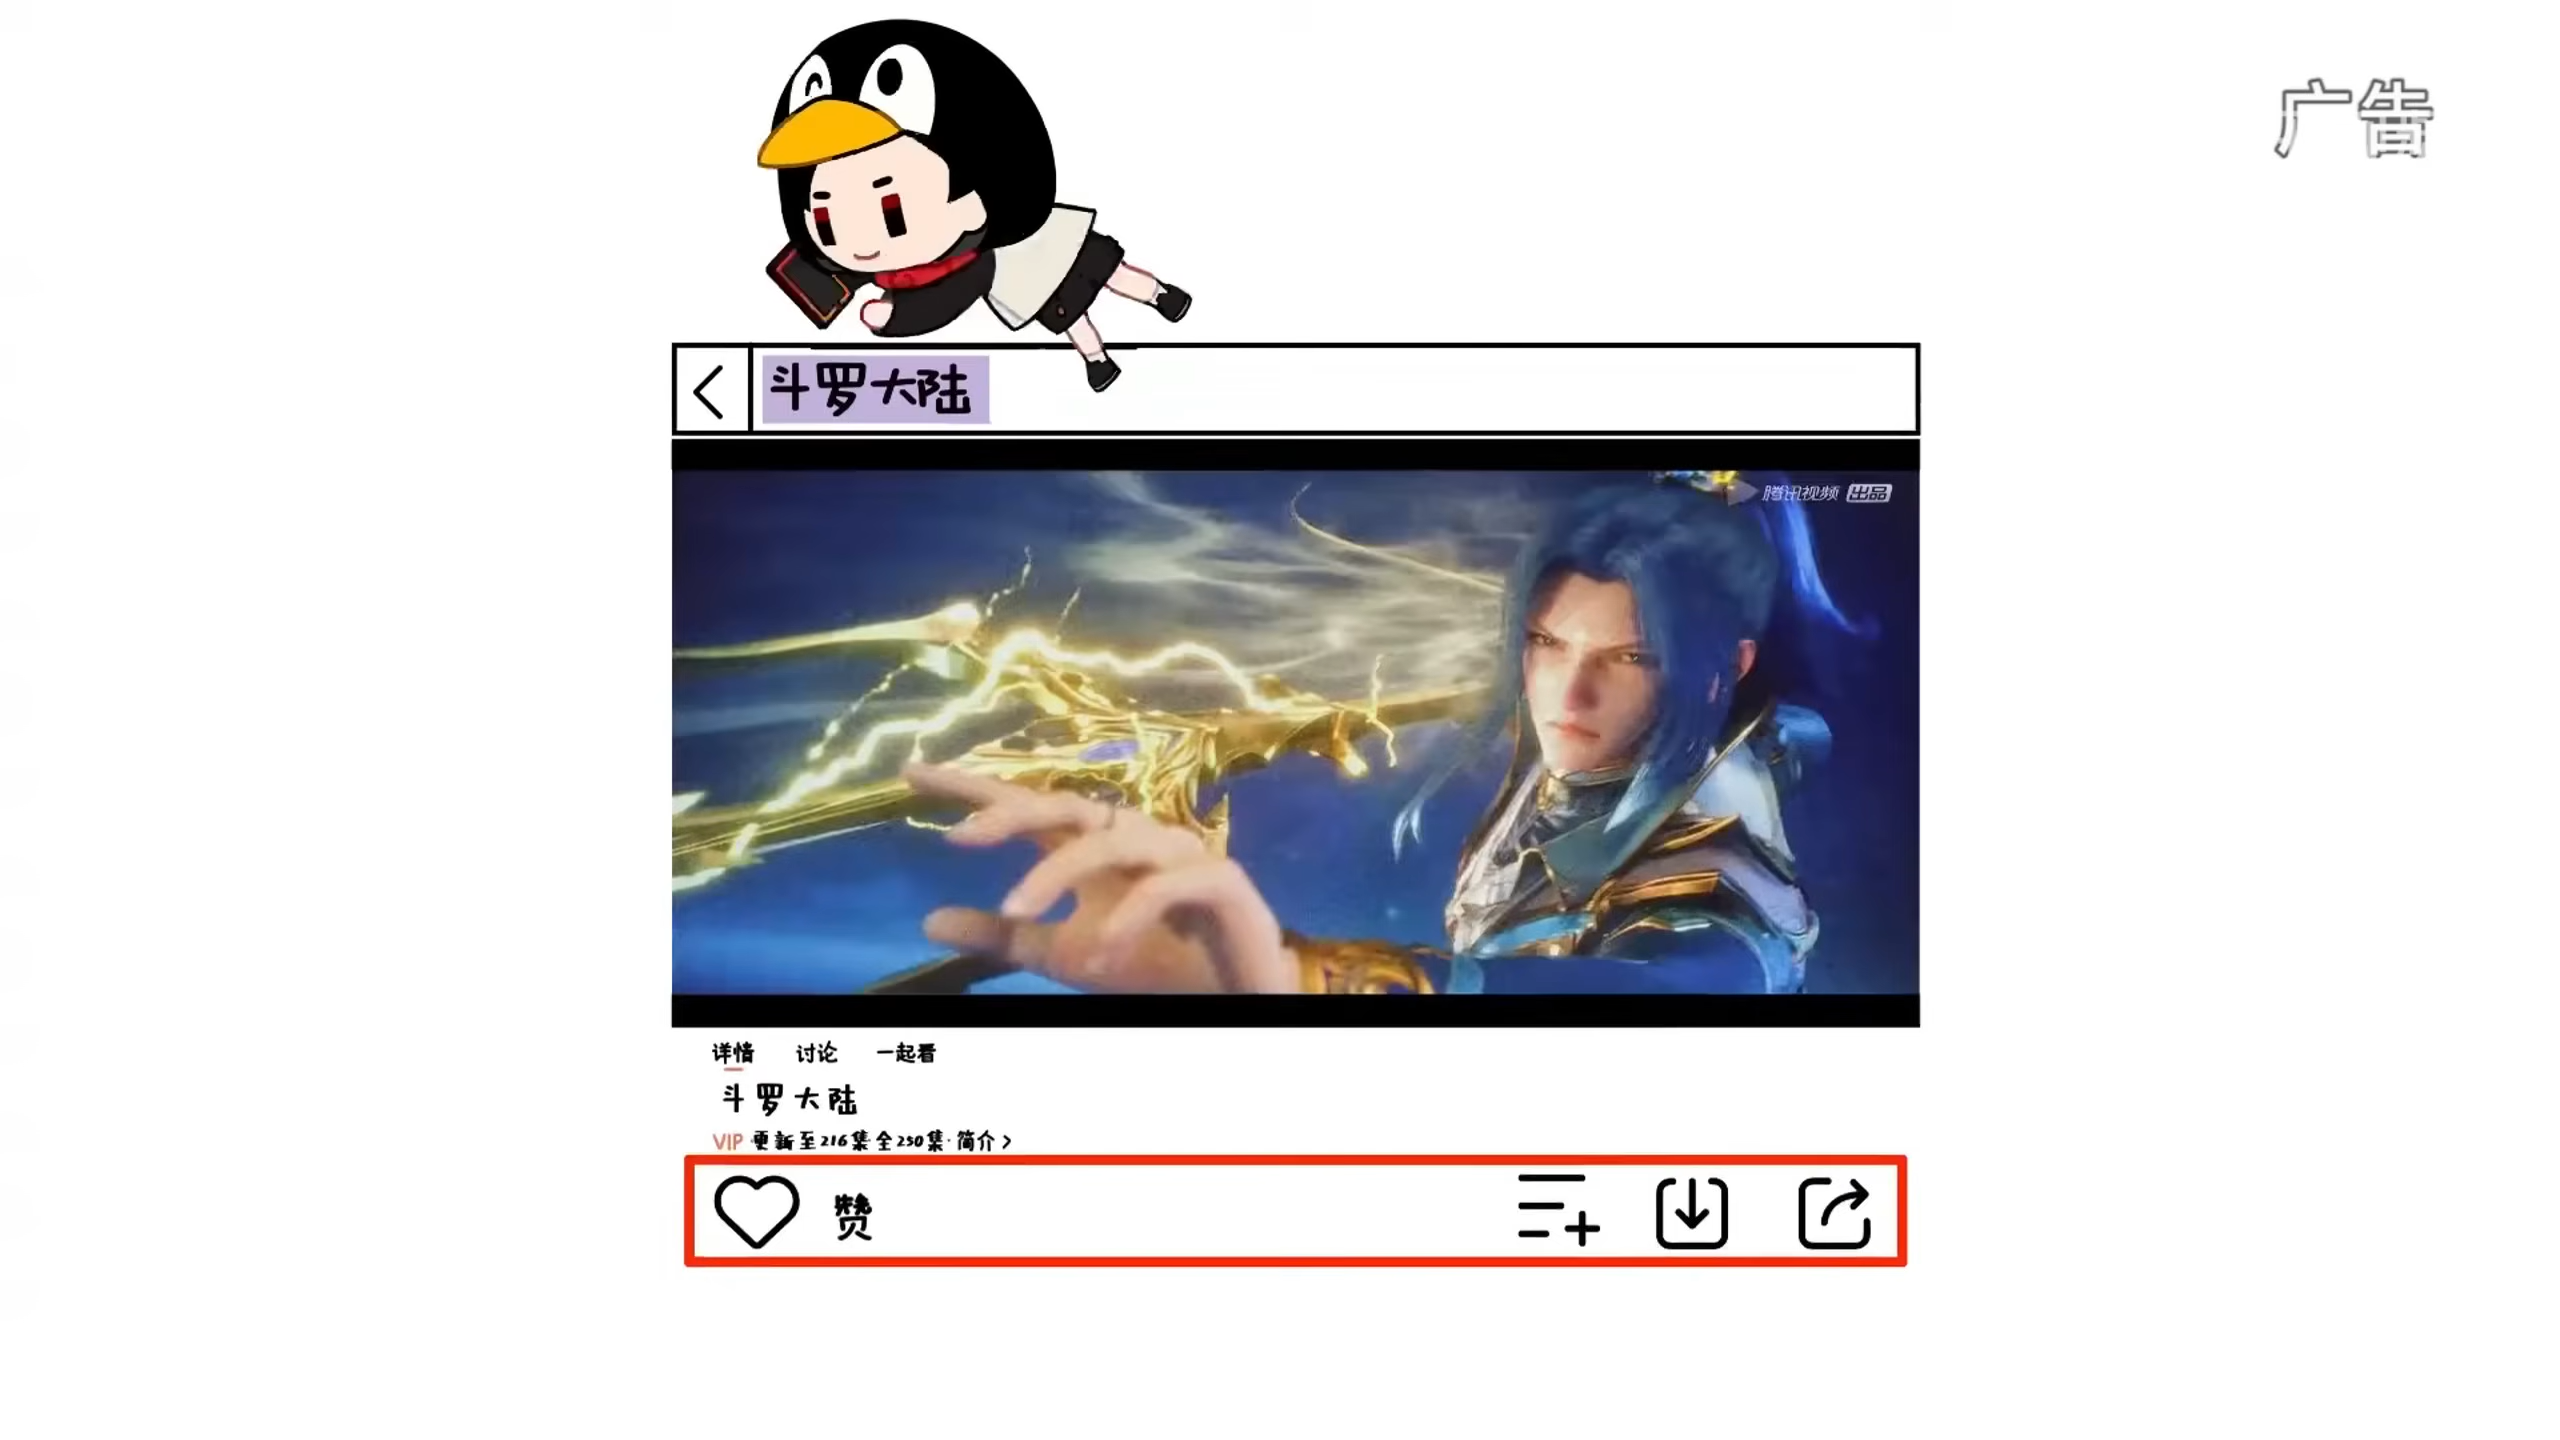 广告
斗罗大陆
腾讯视频 出品
详情 讨论 一起看
斗罗大陆
VIP 更新至216集全250集·简介>
赞